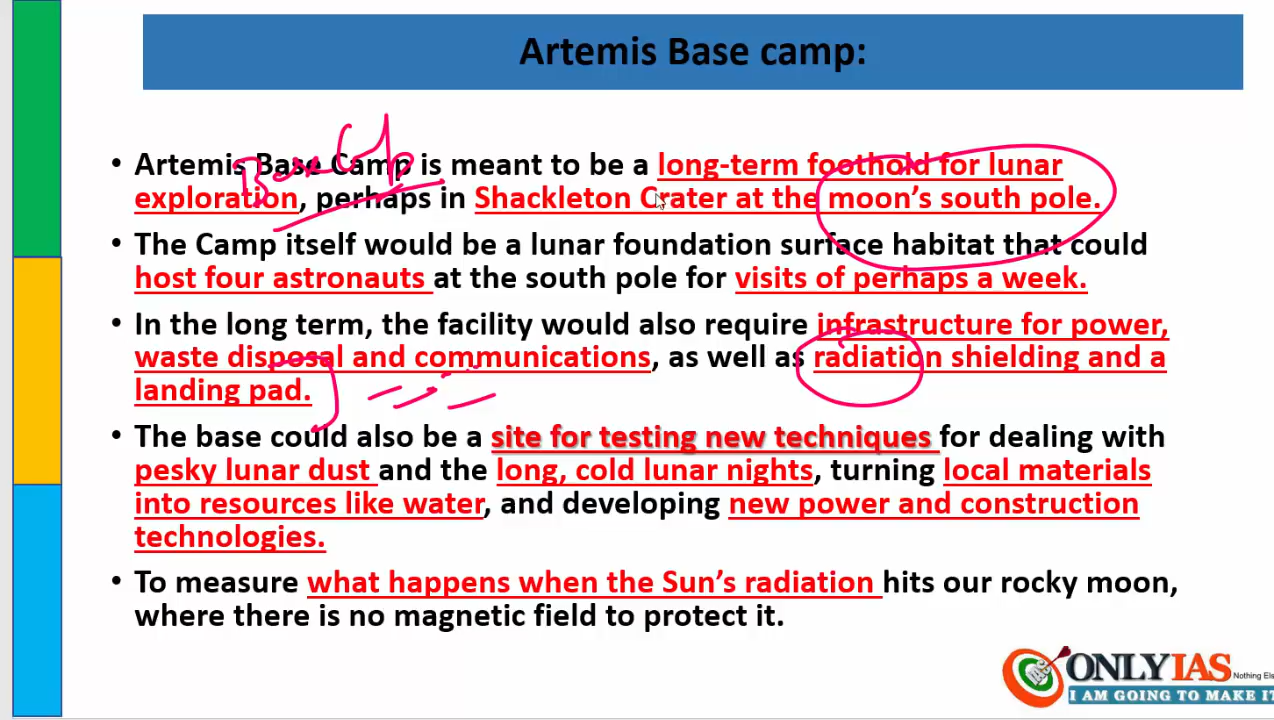 Artemis Base camp:
• Artemis Base Camp is meant to be a long-term foothold for lunar
exploration, perhaps in Shackleton Crater at the moon's south pole.
• The Camp itself would be a lunar foundation surface habitat that could
host four astronauts at the south pole for visits of perhaps a week.
• In the long term, the facility would also require infrastructure for power,
waste disposal and communications, as well as radiation shielding and a
landing pad.
• The base could also be a site for testing new techniques for dealing with
pesky lunar dust and the long, cold lunar nights, turning local materials
into resources like water, and developing new power and construction
technologies.
• To measure what happens when the Sun's radiation hits our rocky moon,
where there is no magnetic field to protect it.
ONLYIAS
Nothing Else
I AM GOING TO MAKE IT